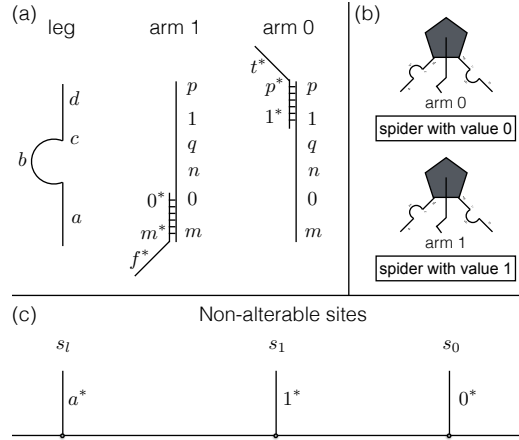 (a)
leg
arm 1
arm 0
d
c
b
a
p
1
q
n
0* 0
m* m
f*
t*
p* p
1* 1
q
n
0
m
(b)
arm 0
spider with value 0
arm 1
spider with value 1
(c)
Non-alterable sites
s_l
s_1
s_0
a*
1*
0*